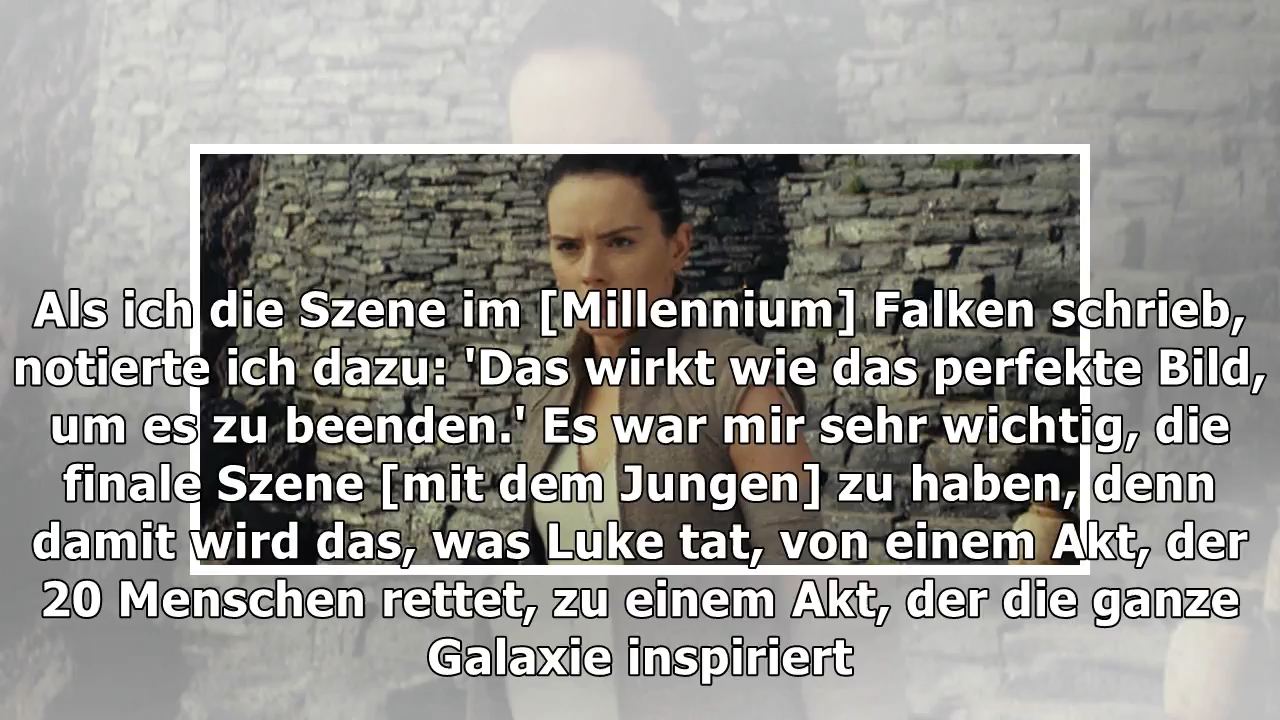 Als ich die Szene im [Millennium] Falken schrieb,
notierte ich dazu: 'Das wirkt wie das perfekte Bild,
um es zu beenden.' Es war mir sehr wichtig, die
finale Szene [mit dem Jungen] zu haben, denn
damit wird das, was Luke tat, von einem Akt, der
20 Menschen rettet, zu einem Akt, der die ganze
Galaxie inspiriert